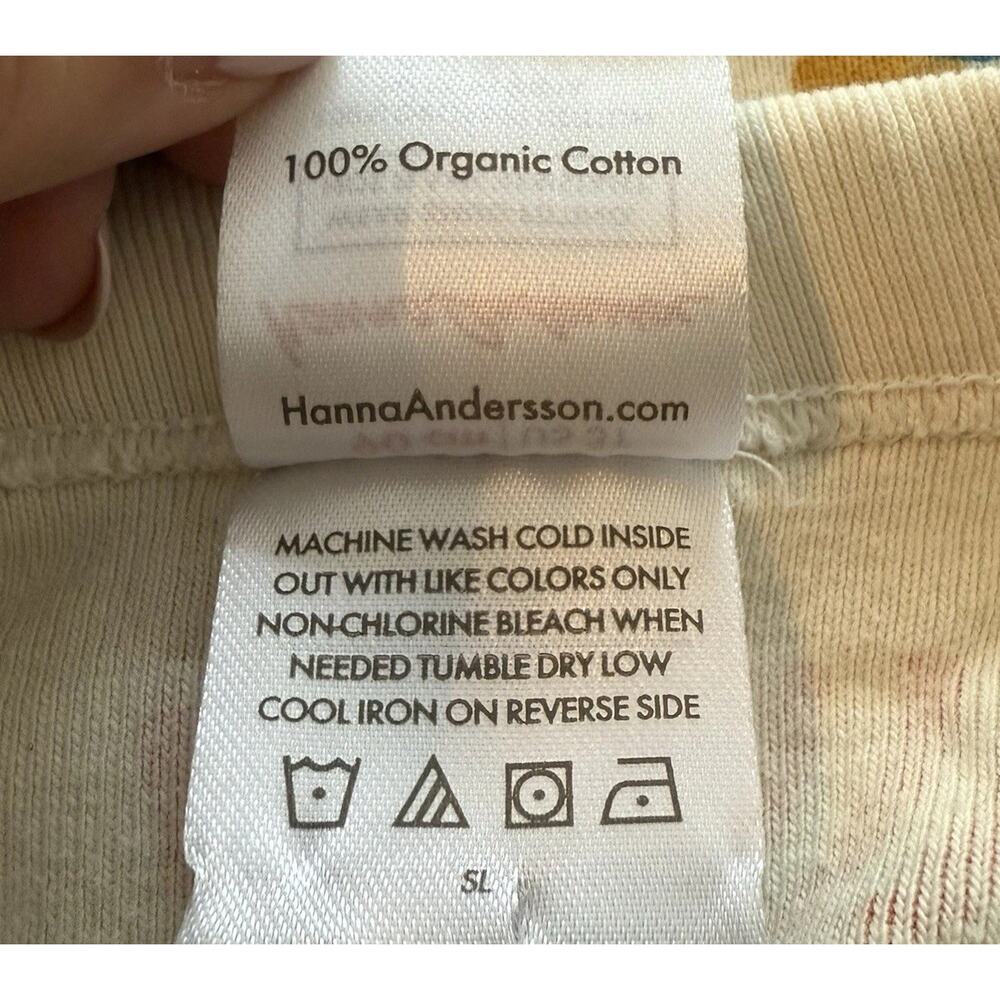 100% Organic Cotton
HannaAndersson.com
MACHINE WASH COLD INSIDE
OUT WITH LIKE COLORS ONLY
NON-CHLORINE BLEACH WHEN
NEEDED TUMBLE DRY LOW
COOL IRON ON REVERSE SIDE
SL